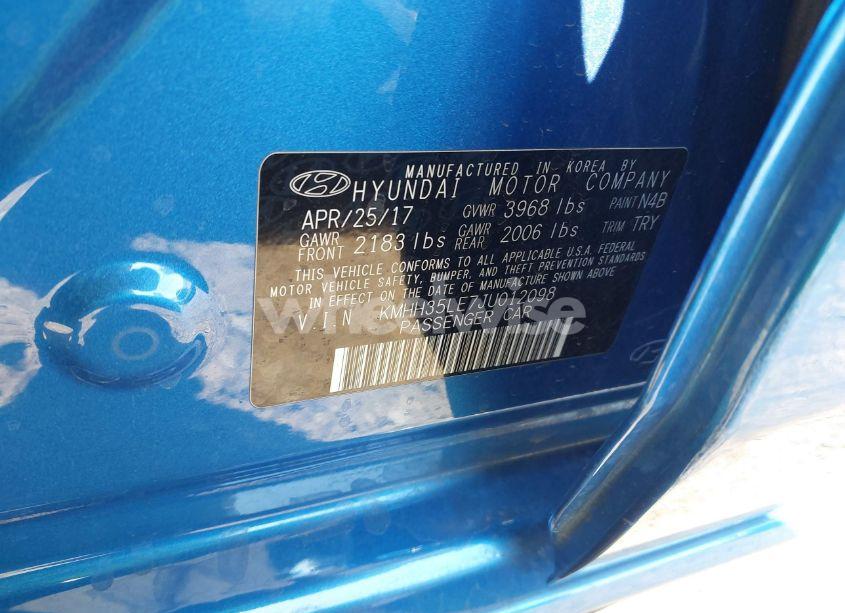 MANUFACTURED IN KOREA BY
HYUNDAI MOTOR COMPANY
APR/25/17 GVWR 3968 lbs PAINT N4B
GAWR FRONT 2183 lbs GAWR REAR 2006 lbs TRIM TRY
THIS VEHICLE CONFORMS TO ALL APPLICABLE U.S.A. FEDERAL
MOTOR VEHICLE SAFETY, BUMPER, AND THEFT PREVENTION STANDARDS
IN EFFECT ON THE DATE OF MANUFACTURE SHOWN ABOVE
V I N KMHH35LE7JU012098
PASSENGER CAR